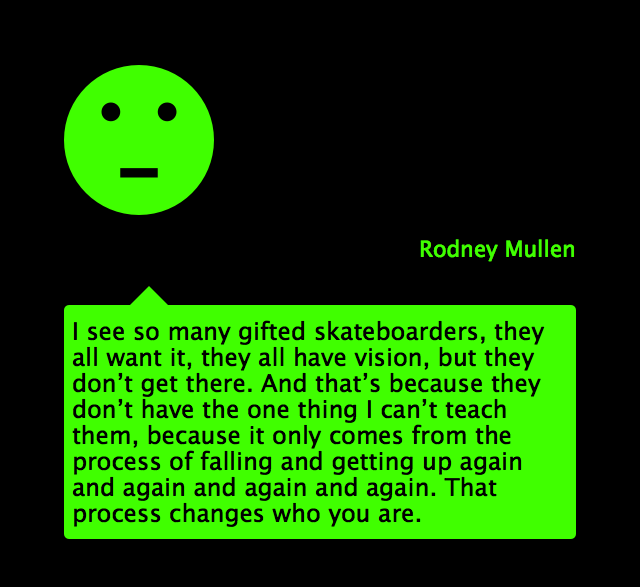 Rodney Mullen
I see so many gifted skateboarders, they
all want it, they all have vision, but they
don’t get there. And that’s because they
don’t have the one thing I can’t teach
them, because it only comes from the
process of falling and getting up again
and again and again and again. That
process changes who you are.